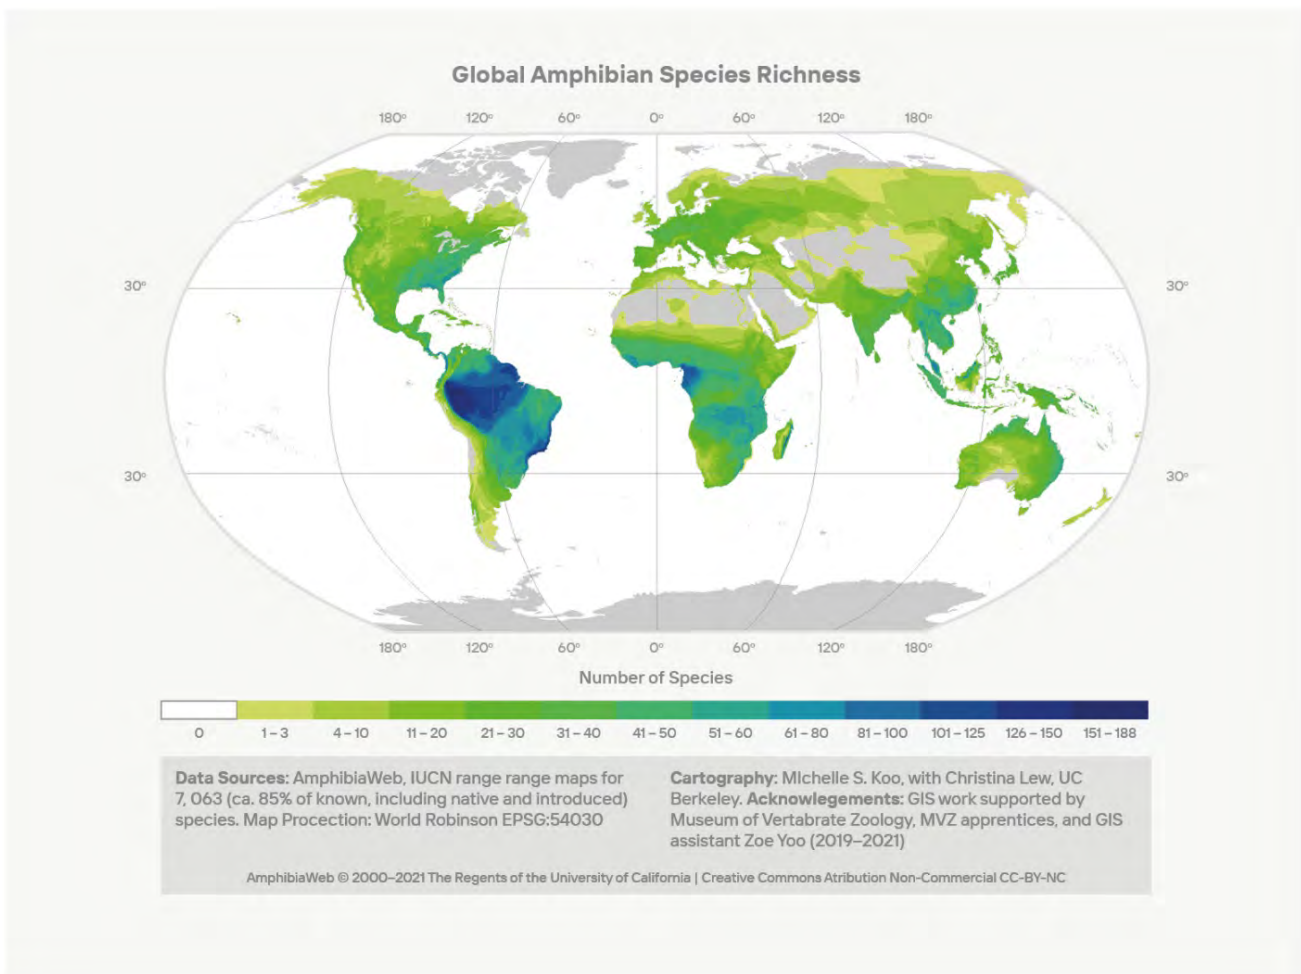 Global Amphibian Species Richness
180° 120° 60° 0° 60° 120° 180°
30° 30°
30° 30°
180° 120° 60° 0° 60° 120° 180°
Number of Species
0 1–3 4–10 11–20 21–30 31–40 41–50 51–60 61–80 81–100 101–125 126–150 151–188
Data Sources: AmphibiaWeb, IUCN range range maps for
7, 063 (ca. 85% of known, including native and introduced)
species. Map Procection: World Robinson EPSG:54030
Cartography: MIchelle S. Koo, with Christina Lew, UC
Berkeley. Acknowlegements: GIS work supported by
Museum of Vertabrate Zoology, MVZ apprentices, and GIS
assistant Zoe Yoo (2019–2021)
AmphibiaWeb © 2000–2021 The Regents of the University of California | Creative Commons Atribution Non-Commercial CC-BY-NC